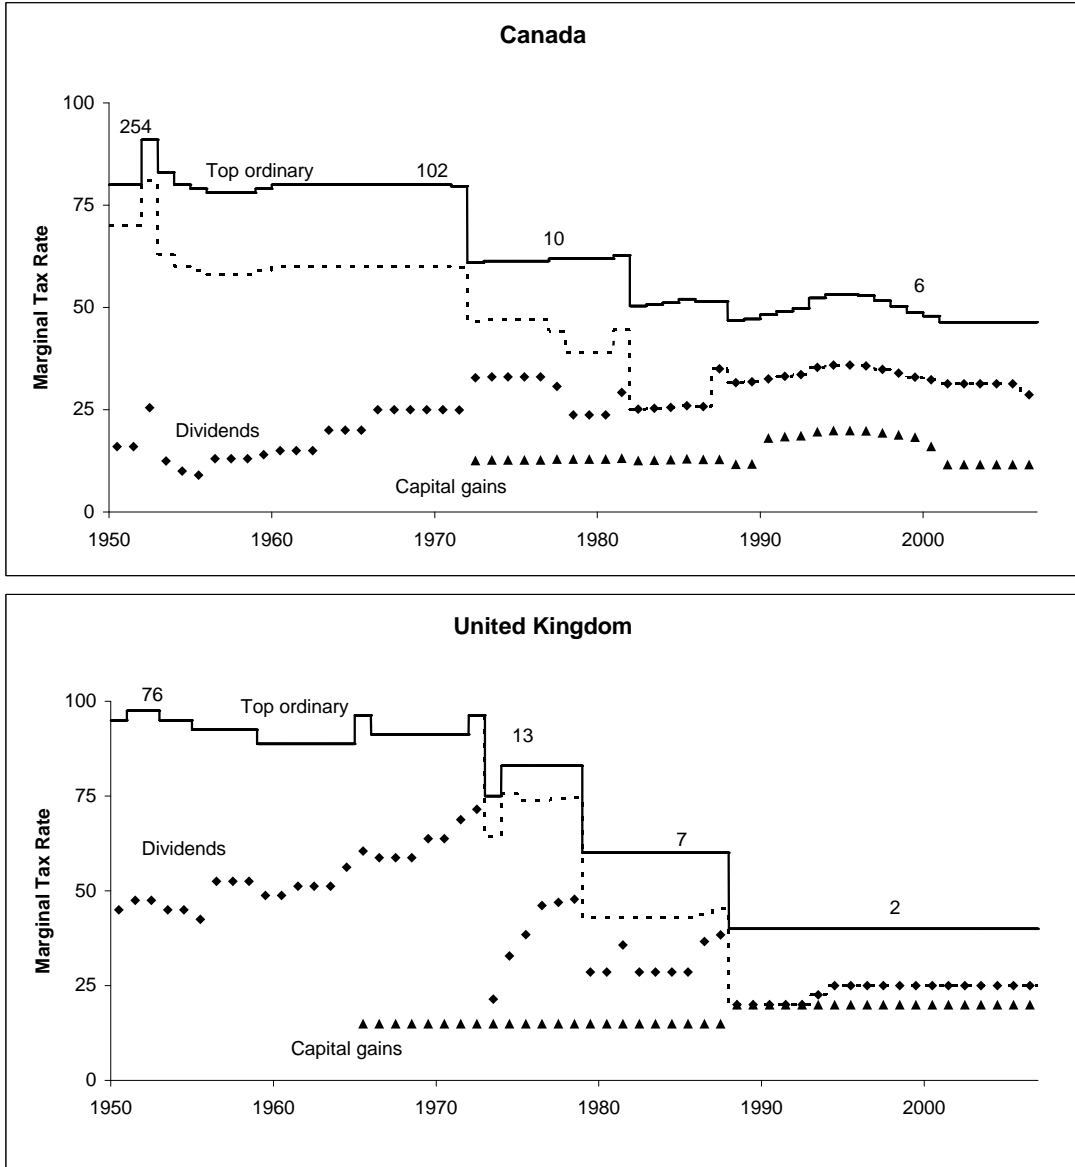 Canada
Marginal Tax Rate
100
75
50
25
0
254
Top ordinary
102
10
6
Dividends
Capital gains
1950 1960 1970 1980 1990 2000
United Kingdom
Marginal Tax Rate
100
75
50
25
0
76
Top ordinary
13
7
2
Dividends
Capital gains
1950 1960 1970 1980 1990 2000